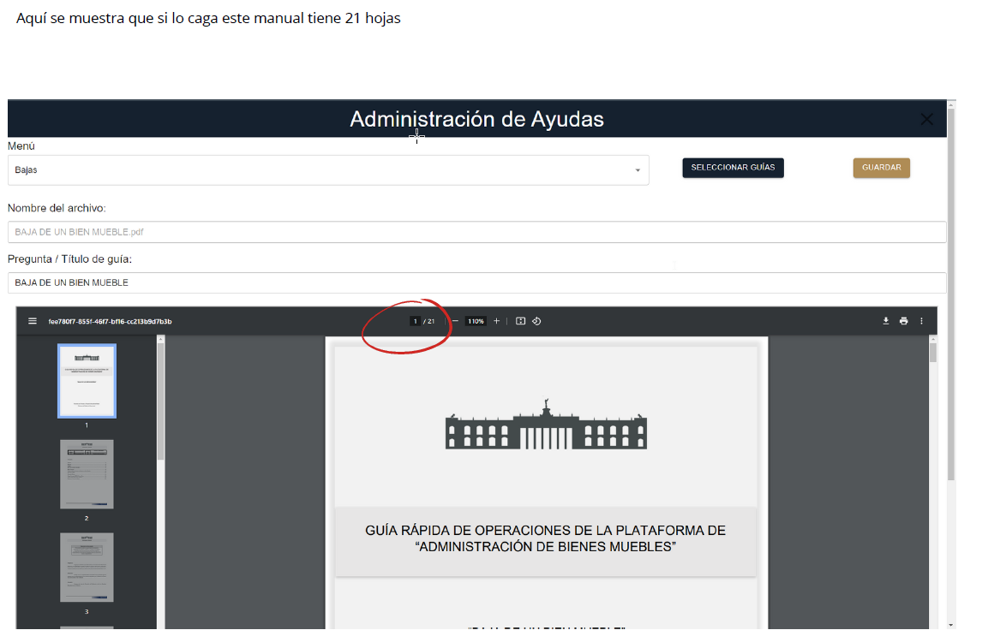 Aquí se muestra que si lo caga este manual tiene 21 hojas
Administración de Ayudas
Menú
Bajas
SELECCIONAR GUÍAS
GUARDAR
Nombre del archivo:
BAJA DE UN BIEN MUEBLE.pdf
Pregunta / Título de guía:
BAJA DE UN BIEN MUEBLE
fee780f7-855f-46f7-bf16-cc213b9d7b3b
1 / 21
110%
1
2
3
GUÍA RÁPIDA DE OPERACIONES DE LA PLATAFORMA DE
“ADMINISTRACIÓN DE BIENES MUEBLES”